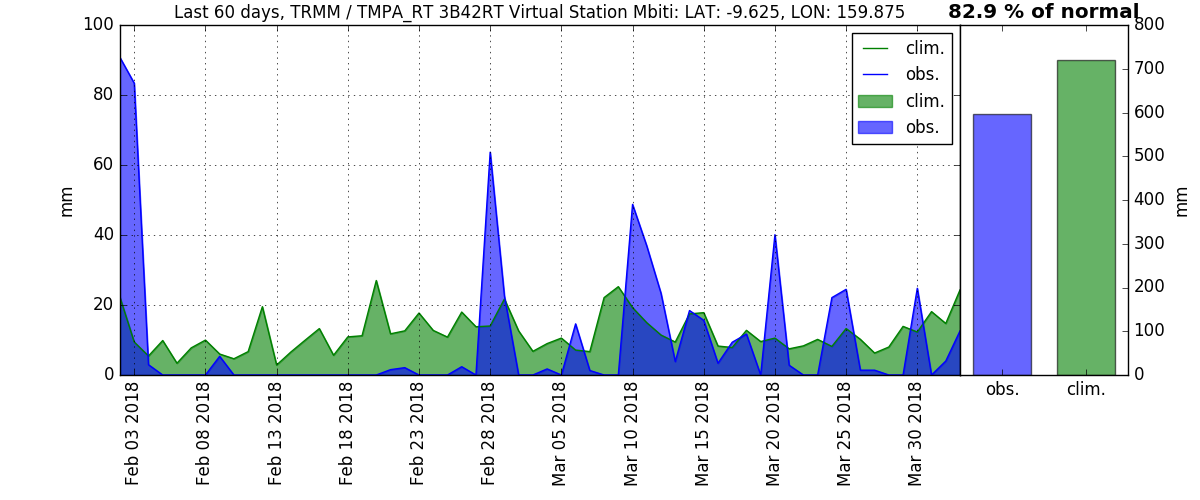 Last 60 days, TRMM / TMPA_RT 3B42RT Virtual Station Mbiti: LAT: -9.625, LON: 159.875
82.9 % of normal
100
80
60
40
20
0
mm
clim.
obs.
clim.
obs.
Feb 03 2018
Feb 08 2018
Feb 13 2018
Feb 18 2018
Feb 23 2018
Feb 28 2018
Mar 05 2018
Mar 10 2018
Mar 15 2018
Mar 20 2018
Mar 25 2018
Mar 30 2018
800
700
600
500
400
300
200
100
0
mm
obs.
clim.